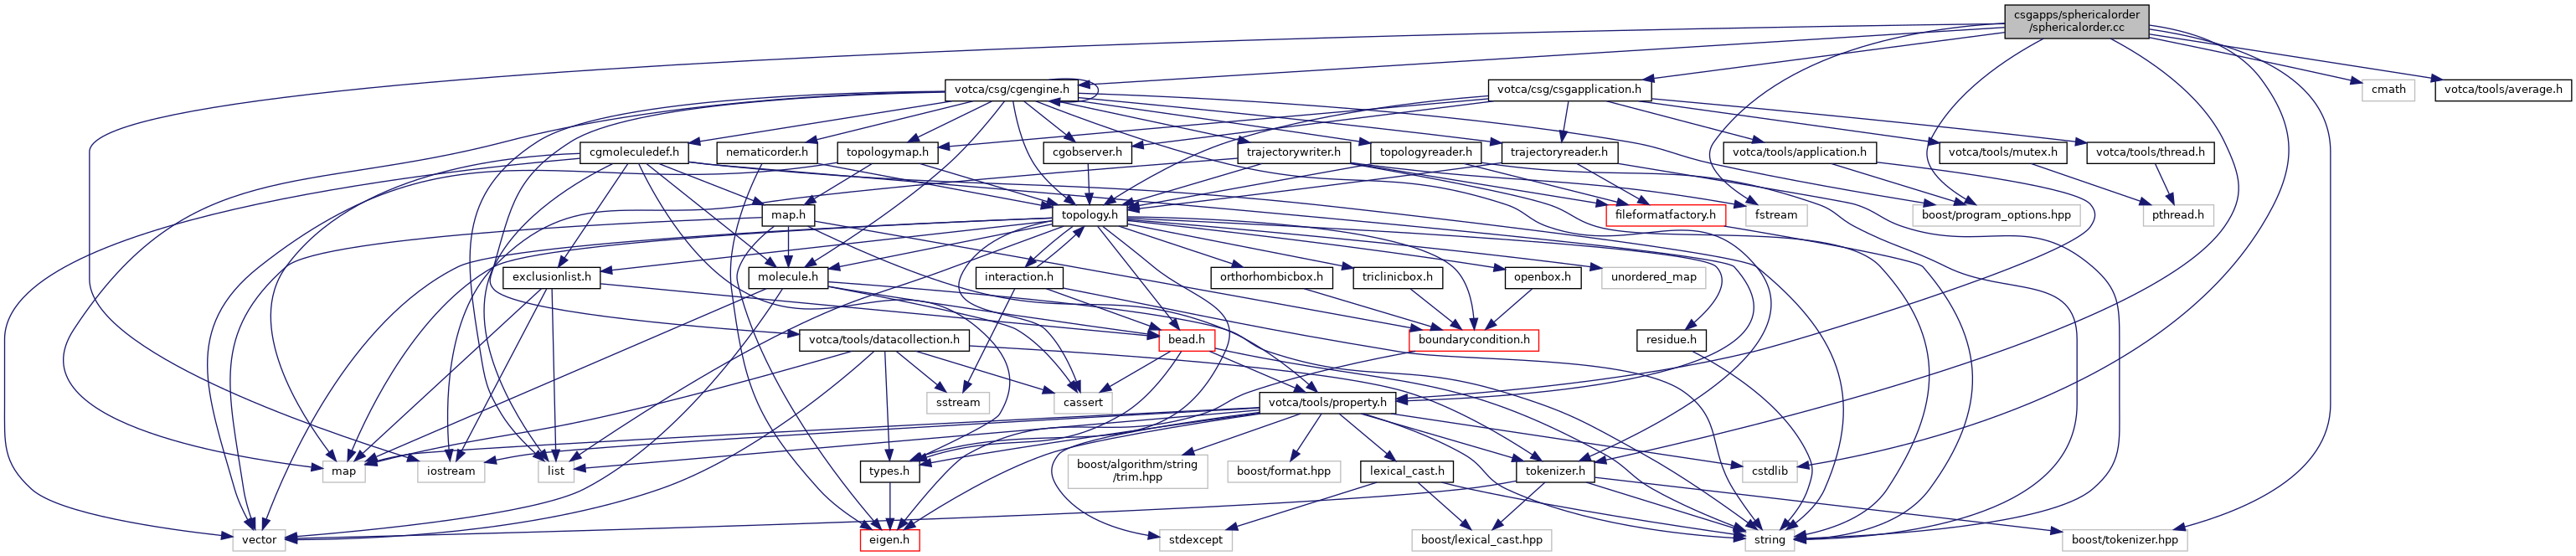 csgapps/sphericalorder
/sphericalorder.cc
votca/csg/cgengine.h
votca/csg/csgapplication.h
cmath
votca/tools/average.h
cgmoleculedef.h
nematicorder.h
topologymap.h
cgobserver.h
trajectorywriter.h
topologyreader.h
trajectoryreader.h
votca/tools/application.h
votca/tools/mutex.h
votca/tools/thread.h
map.h
topology.h
fileformatfactory.h
fstream
boost/program_options.hpp
pthread.h
exclusionlist.h
molecule.h
interaction.h
orthorhombicbox.h
triclinicbox.h
openbox.h
unordered_map
votca/tools/datacollection.h
bead.h
boundarycondition.h
residue.h
sstream
cassert
votca/tools/property.h
map
iostream
list
types.h
boost/algorithm/string
/trim.hpp
boost/format.hpp
lexical_cast.h
tokenizer.h
cstdlib
vector
eigen.h
stdexcept
boost/lexical_cast.hpp
string
boost/tokenizer.hpp